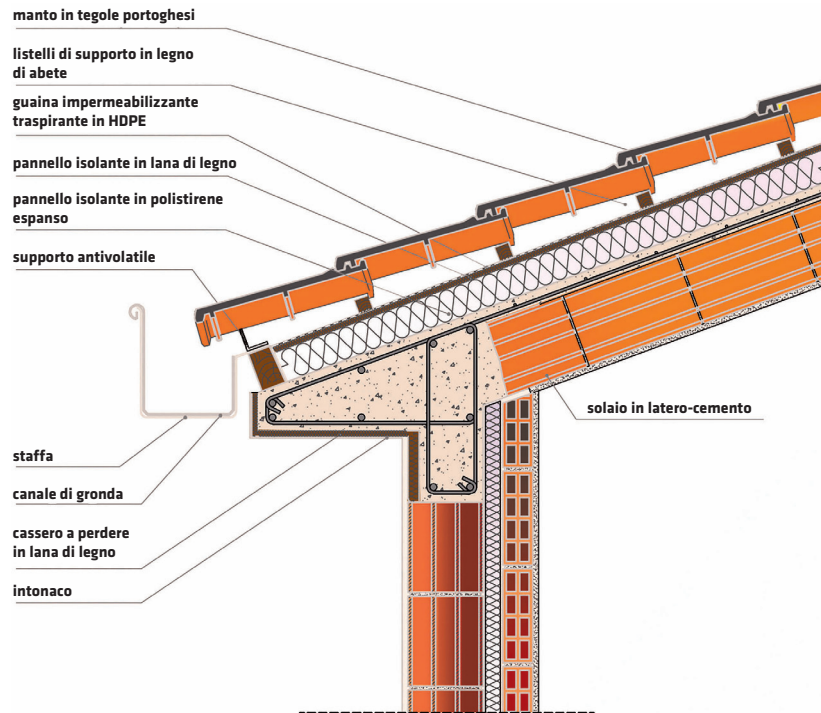 manto in tegole portoghesi
listelli di supporto in legno
di abete
guaina impermeabilizzante
traspirante in HDPE
pannello isolante in lana di legno
pannello isolante in polistirene
espanso
supporto antivolatile
solaio in latero-cemento
staffa
canale di gronda
cassero a perdere
in lana di legno
intonaco